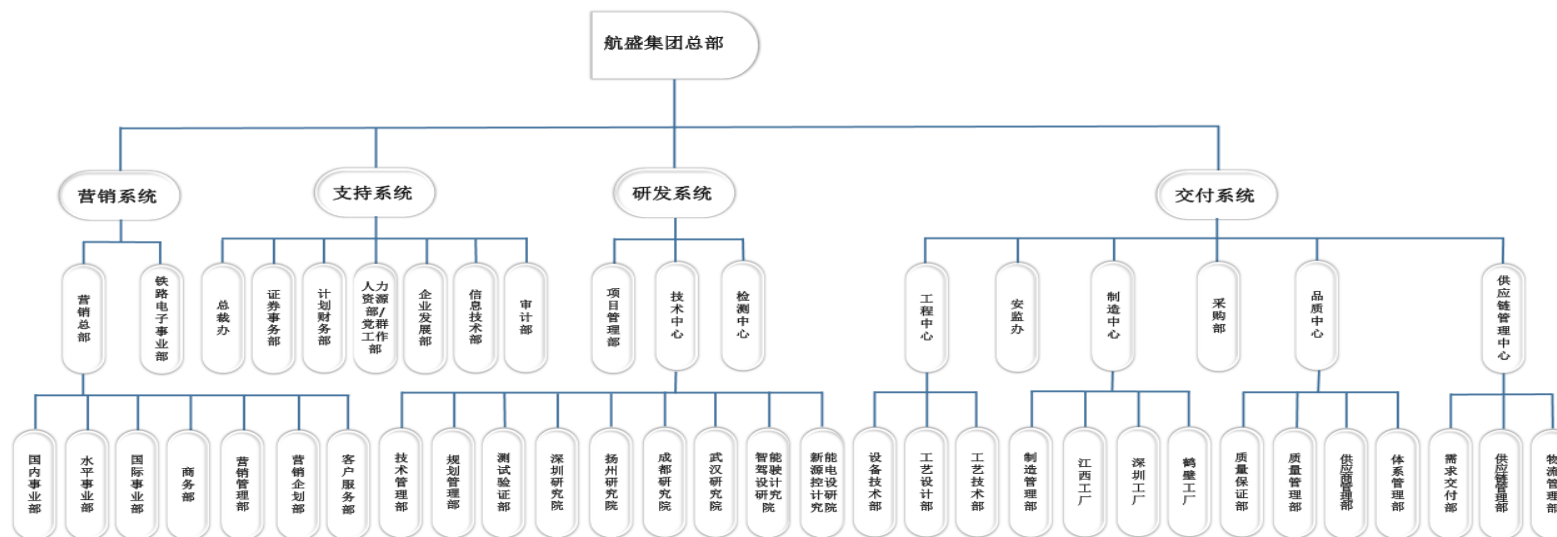 航盛集团总部
营销系统
支持系统
研发系统
交付系统
营销总部
铁路电子事业部
总裁办
证券事务部
计划财务部
人力资源部/党群工作部
企业发展部
信息技术部
审计部
项目管理部
技术中心
检测中心
工程中心
安监办
制造中心
采购部
品质中心
供应链管理中心
国内事业部
水平事业部
国际事业部
商务部
营销管理部
营销企划部
客户服务部
技术管理部
规划管理部
测试验证部
深圳研究院
扬州研究院
成都研究院
武汉研究院
智能驾驶设计研究院
新能源电控设计研究院
设备技术部
工艺设计部
工艺技术部
制造管理部
江西工厂
深圳工厂
鹤壁工厂
质量保证部
质量管理部
供应商管理部
体系管理部
需求交付部
供应链管理部
物流管理部